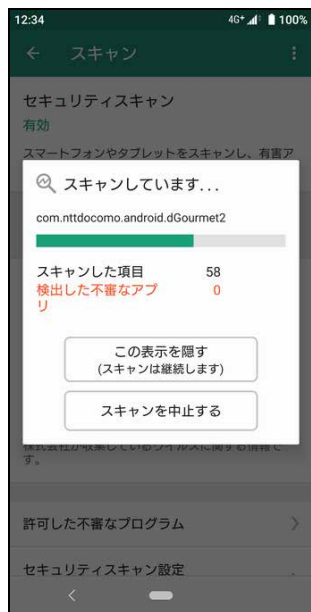 12:34
4G+
100%
スキャン
セキュリティスキャン
有効
スマートフォンやタブレットをスキャンし、有害ア
スキャンしています...
com.nttdocomo.android.dGourmet2
スキャンした項目 58
検出した不審なアプ 0
リ
この表示を隠す
(スキャンは継続します)
スキャンを中止する
株式会社が収集しているウイルスに関する情報で
す。
許可した不審なプログラム
セキュリティスキャン設定